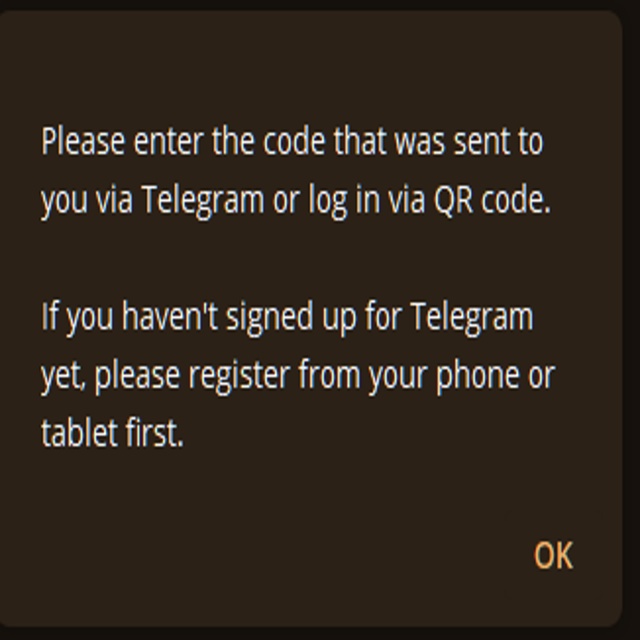 Please enter the code that was sent to
you via Telegram or log in via QR code.
If you haven't signed up for Telegram
yet, please register from your phone or
tablet first.
OK